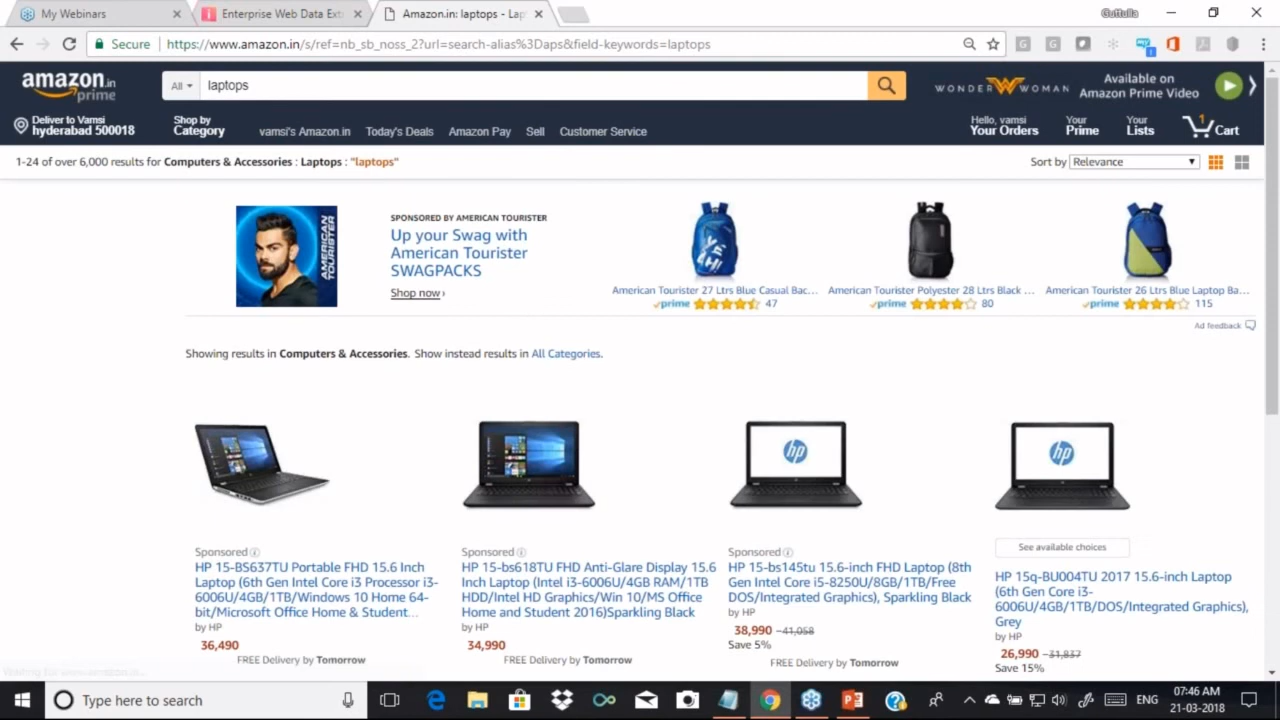 My Webinars
Enterprise Web Data Ext
Amazon.in: laptops - Lap
Guttulla
Secure
https://www.amazon.in/s/ref=nb_sb_noss_2?url=search-alias%3Daps&field-keywords=laptops
amazon.in
prime
All
laptops
WONDER WOMAN
Available on
Amazon Prime Video
Deliver to Vamsi
hyderabad 500018
Shop by
Category
vamsi's Amazon.in
Today's Deals
Amazon Pay
Sell
Customer Service
Hello, vamsi
Your Orders
Your
Prime
Your
Lists
1
Cart
1-24 of over 6,000 results for Computers & Accessories : Laptops : "laptops"
Sort by
Relevance
AMERICAN
TOURISTER
SPONSORED BY AMERICAN TOURISTER
Up your Swag with
American Tourister
SWAGPACKS
Shop now ›
American Tourister 27 Ltrs Blue Casual Bac...
prime
47
American Tourister Polyester 28 Ltrs Black ...
prime
80
American Tourister 26 Ltrs Blue Laptop Ba...
prime
115
Ad feedback
Showing results in Computers & Accessories. Show instead results in All Categories.
hp
hp
Sponsored
HP 15-BS637TU Portable FHD 15.6 Inch
Laptop (6th Gen Intel Core i3 Processor i3-
6006U/4GB/1TB/Windows 10 Home 64-
bit/Microsoft Office Home & Student...
by HP
36,490
FREE Delivery by Tomorrow
Sponsored
HP 15-bs618TU FHD Anti-Glare Display 15.6
Inch Laptop (Intel i3-6006U/4GB RAM/1TB
HDD/Intel HD Graphics/Win 10/MS Office
Home and Student 2016)Sparkling Black
by HP
34,990
FREE Delivery by Tomorrow
Sponsored
HP 15-bs145tu 15.6-inch FHD Laptop (8th
Gen Intel Core i5-8250U/8GB/1TB/Free
DOS/Integrated Graphics), Sparkling Black
by HP
38,990 41,058
Save 5%
FREE Delivery by Tomorrow
See available choices
HP 15q-BU004TU 2017 15.6-inch Laptop
(6th Gen Core i3-
6006U/4GB/1TB/DOS/Integrated Graphics),
Grey
by HP
26,990 31,837
Save 15%
Type here to search
ENG
07:46 AM
21-03-2018